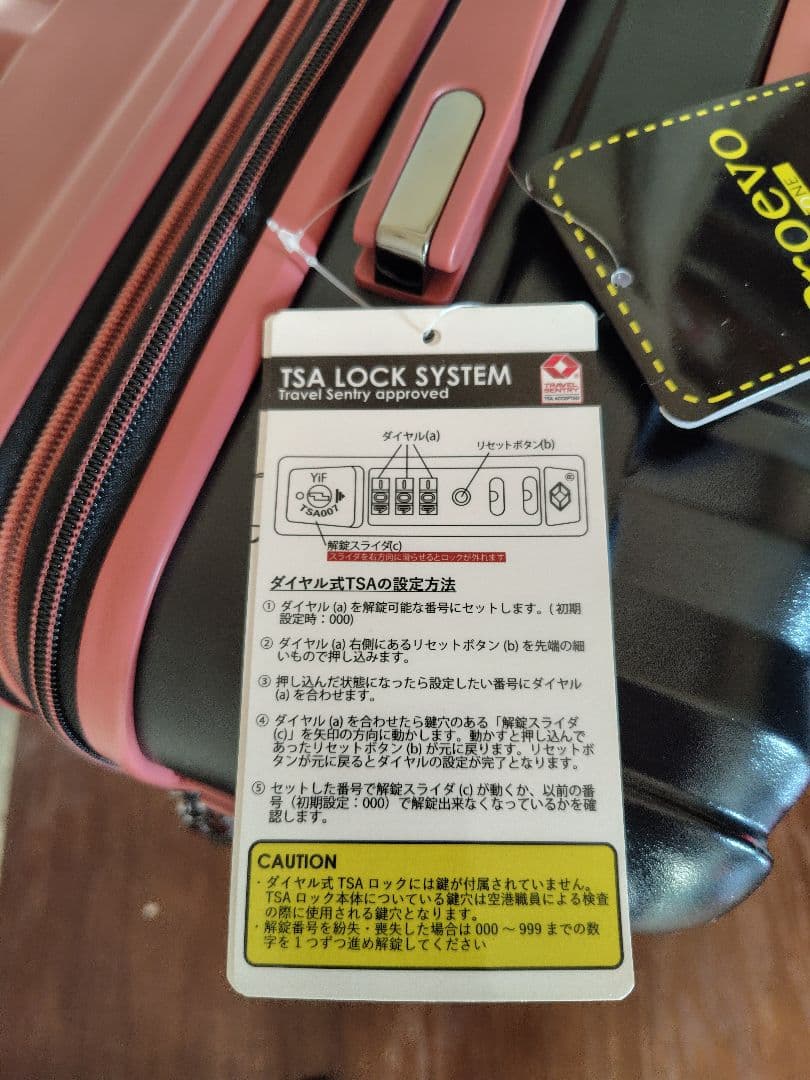 roevo
ONE
TSA LOCK SYSTEM
Travel Sentry approved
TRAVEL
SENTRY
TSA ACCEPTED
ダイヤル(a)
リセットボタン(b)
YiF
TSA007
解錠スライダ(c)
スライダを右方向に滑らせるとロックが外れます
ダイヤル式TSAの設定方法
① ダイヤル (a) を解錠可能な番号にセットします。( 初期
設定時：000)
② ダイヤル (a) 右側にあるリセットボタン (b) を先端の細
いもので押し込みます。
③ 押し込んだ状態になったら設定したい番号にダイヤル
(a) を合わせます。
④ ダイヤル (a) を合わせたら鍵穴のある「解錠スライダ
(c)」を矢印の方向に動かします。動かすと押し込んで
あったリセットボタン (b) が元に戻ります。リセットボ
タンが元に戻るとダイヤルの設定が完了となります。
⑤ セットした番号で解錠スライダ (c) が動くか、以前の番
号（初期設定：000）で解錠出来なくなっているかを確
認します。
CAUTION
・ダイヤル式 TSA ロックには鍵が付属されていません。
TSA ロック本体についている鍵穴は空港職員による検査
の際に使用される鍵穴となります。
・解錠番号を紛失・喪失した場合は 000 ～ 999 までの数
字を 1 つずつ進め解錠してください